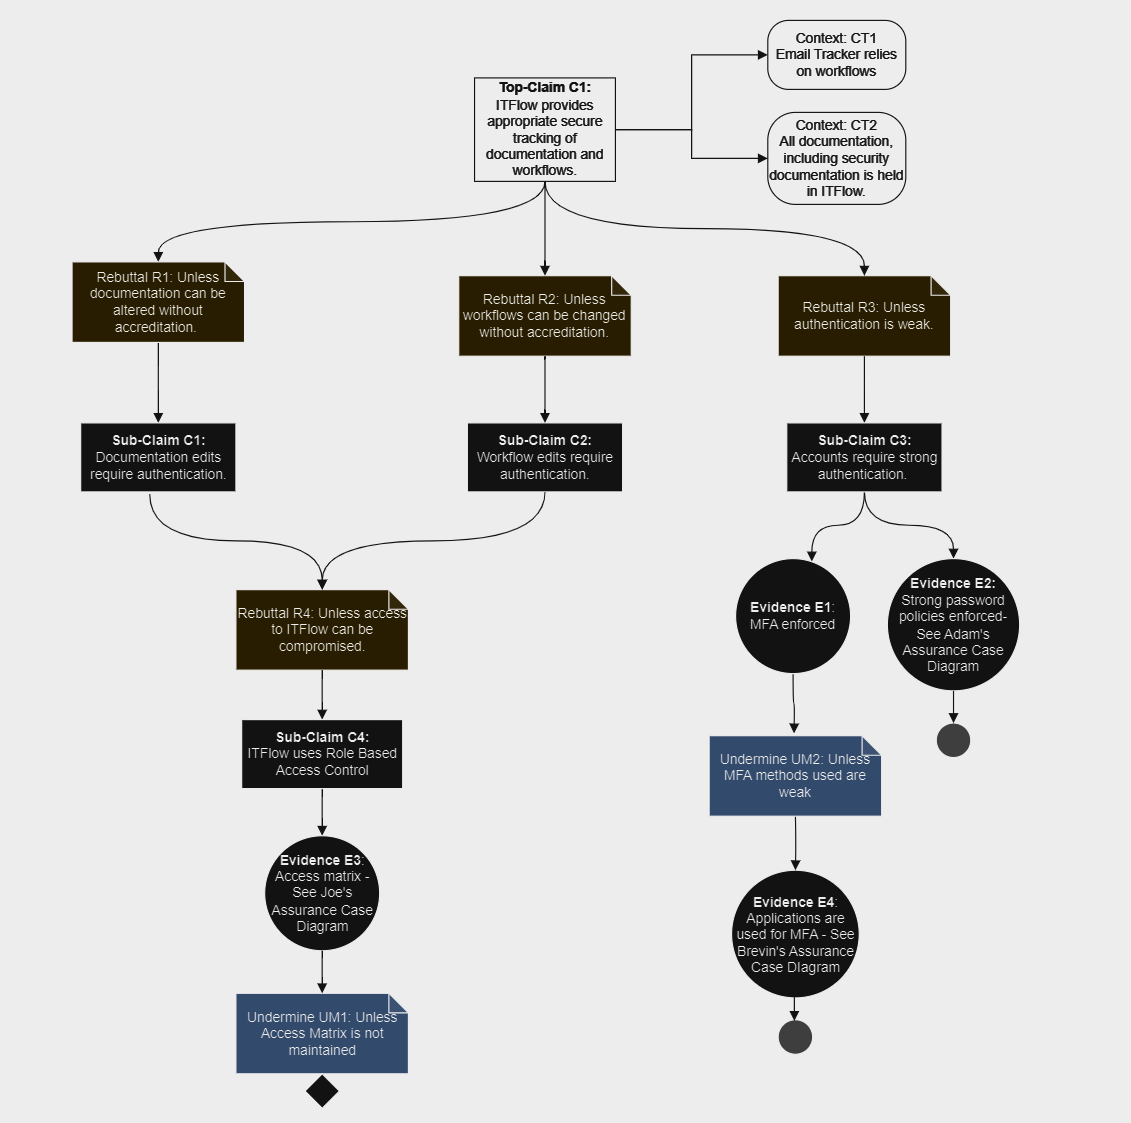 Context: CT1
Email Tracker relies
on workflows
Top-Claim C1:
ITFlow provides
appropriate secure
tracking of
documentation and
workflows.
Context: CT2
All documentation,
including security
documentation is held
in ITFlow.
Rebuttal R1: Unless
documentation can be
altered without
accreditation.
Rebuttal R2: Unless
workflows can be changed
without accreditation.
Rebuttal R3: Unless
authentication is weak.
Sub-Claim C1:
Documentation edits
require authentication.
Sub-Claim C2:
Workflow edits require
authentication.
Sub-Claim C3:
Accounts require strong
authentication.
Rebuttal R4: Unless access
to ITFlow can be
compromised.
Evidence E1:
MFA enforced
Evidence E2:
Strong password
policies enforced-
See Adam's
Assurance Case
Diagram
Sub-Claim C4:
ITFlow uses Role Based
Access Control
Undermine UM2: Unless
MFA methods used are
weak
Evidence E3:
Access matrix -
See Joe's
Assurance Case
Diagram
Evidence E4:
Applications are
used for MFA - See
Brevin's Assurance
Case DIagram
Undermine UM1: Unless
Access Matrix is not
maintained